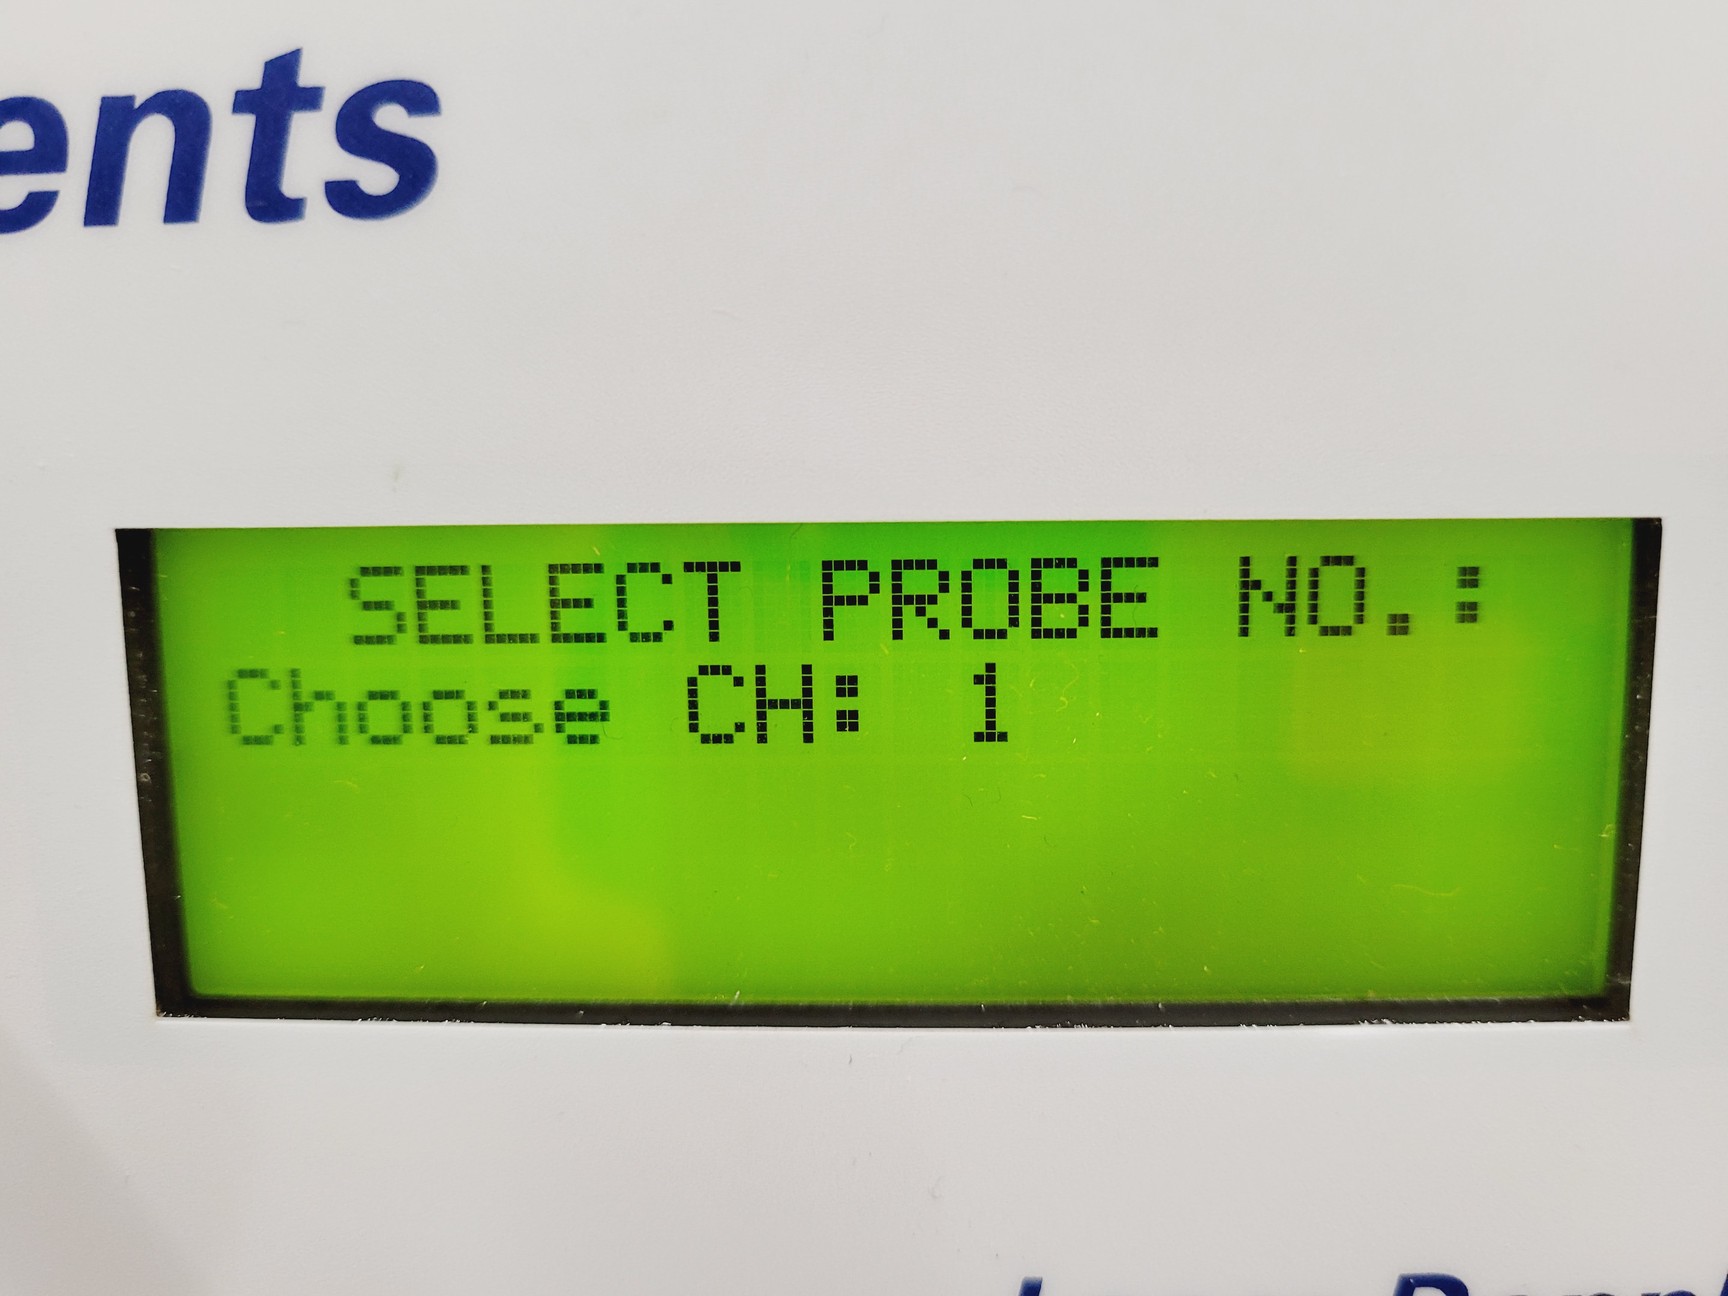 ents
SELECT PROBE NO.:
Choose CH: 1